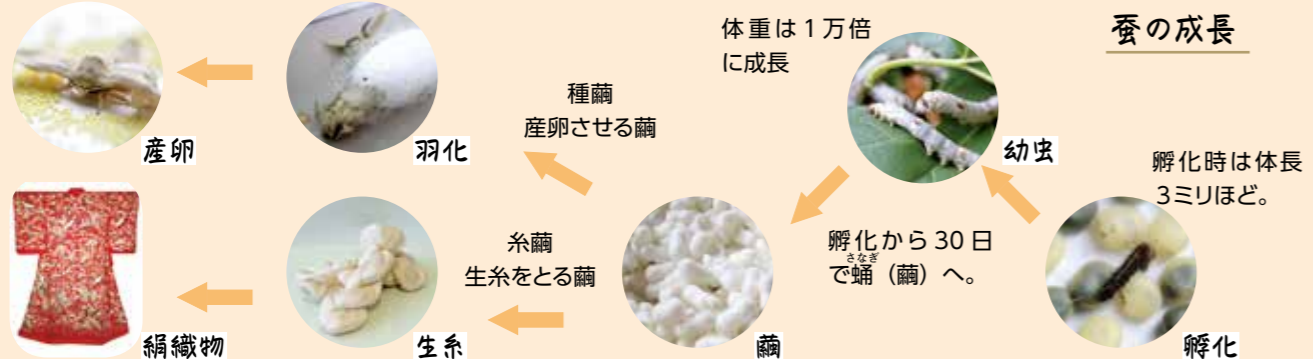 蚕の成長
孵化時は体長
3ミリほど。
孵化
体重は1万倍
に成長
幼虫
孵化から30日
で蛹（繭）へ。
さなぎ
繭
種繭
産卵させる繭
羽化
産卵
糸繭
生糸をとる繭
生糸
絹織物